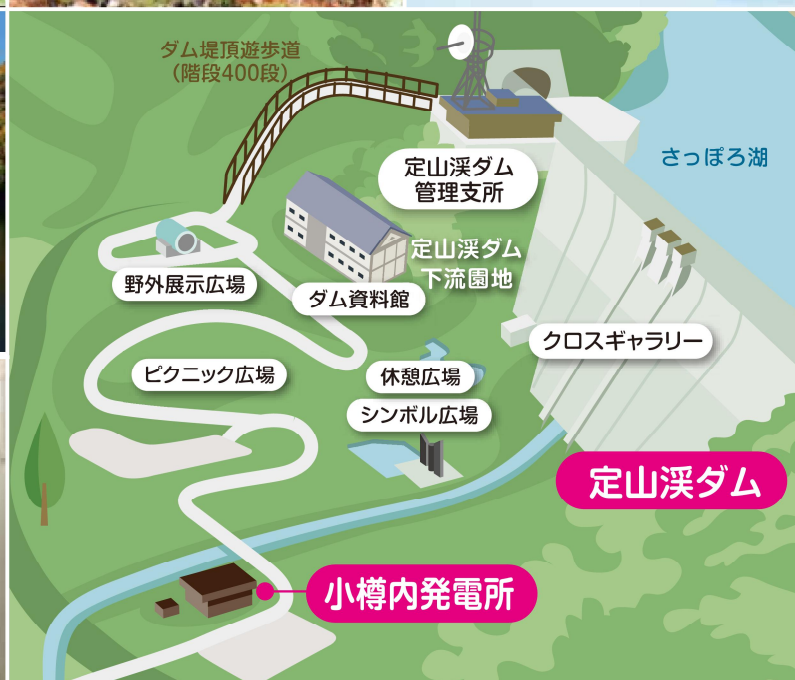 ダム堤頂遊歩道
（階段400段）
さっぽろ湖
定山渓ダム
管理支所
定山渓ダム
下流園地
野外展示広場
ダム資料館
クロスギャラリー
ピクニック広場
休憩広場
シンボル広場
定山渓ダム
小樽内発電所